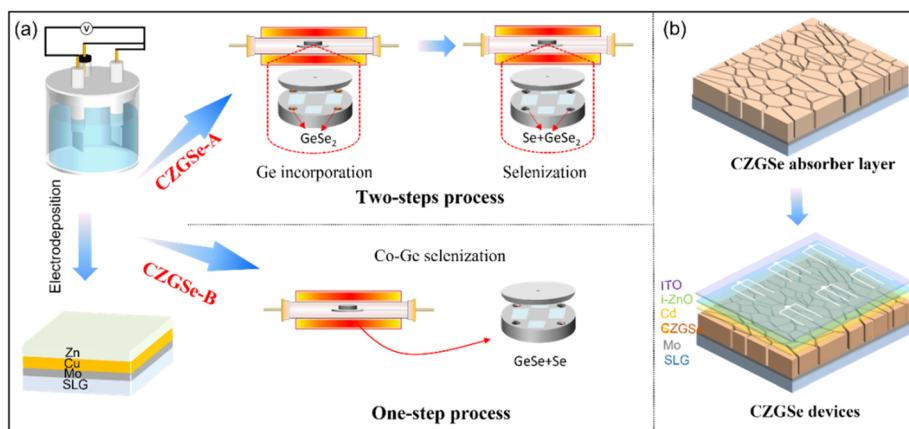 (a)
V
CZGSe-A
GeSe2
Ge incorporation
Se+GeSe2
Selenization
Two-steps process
Electrodeposition
CZGSe-B
Co-Ge selenization
GeSe+Se
One-step process
Zn
Cu
Mo
SLG
(b)
CZGSe absorber layer
ITO
i-ZnO
Cd
CZGS
Mo
SLG
CZGSe devices